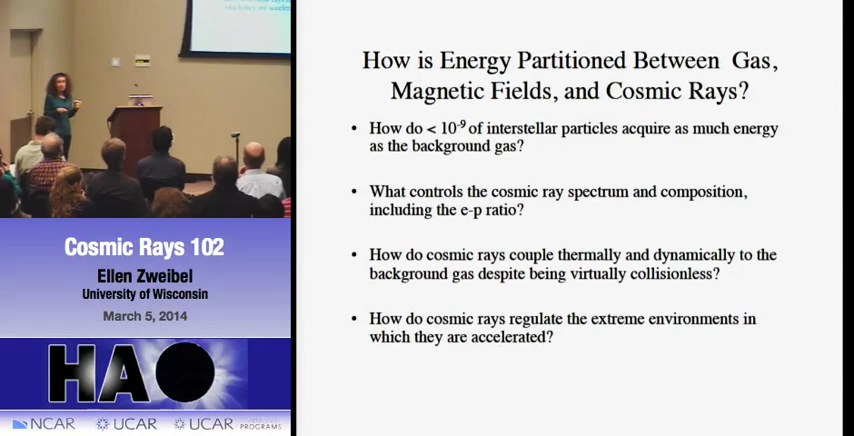 How is Energy Partitioned Between Gas,
Magnetic Fields, and Cosmic Rays?
• How do < 10⁻⁹ of interstellar particles acquire as much energy
as the background gas?
• What controls the cosmic ray spectrum and composition,
including the e-p ratio?
• How do cosmic rays couple thermally and dynamically to the
background gas despite being virtually collisionless?
• How do cosmic rays regulate the extreme environments in
which they are accelerated?
Cosmic Rays 102
Ellen Zweibel
University of Wisconsin
March 5, 2014
HAO
NCAR UCAR UCAR COMMUNITY PROGRAMS